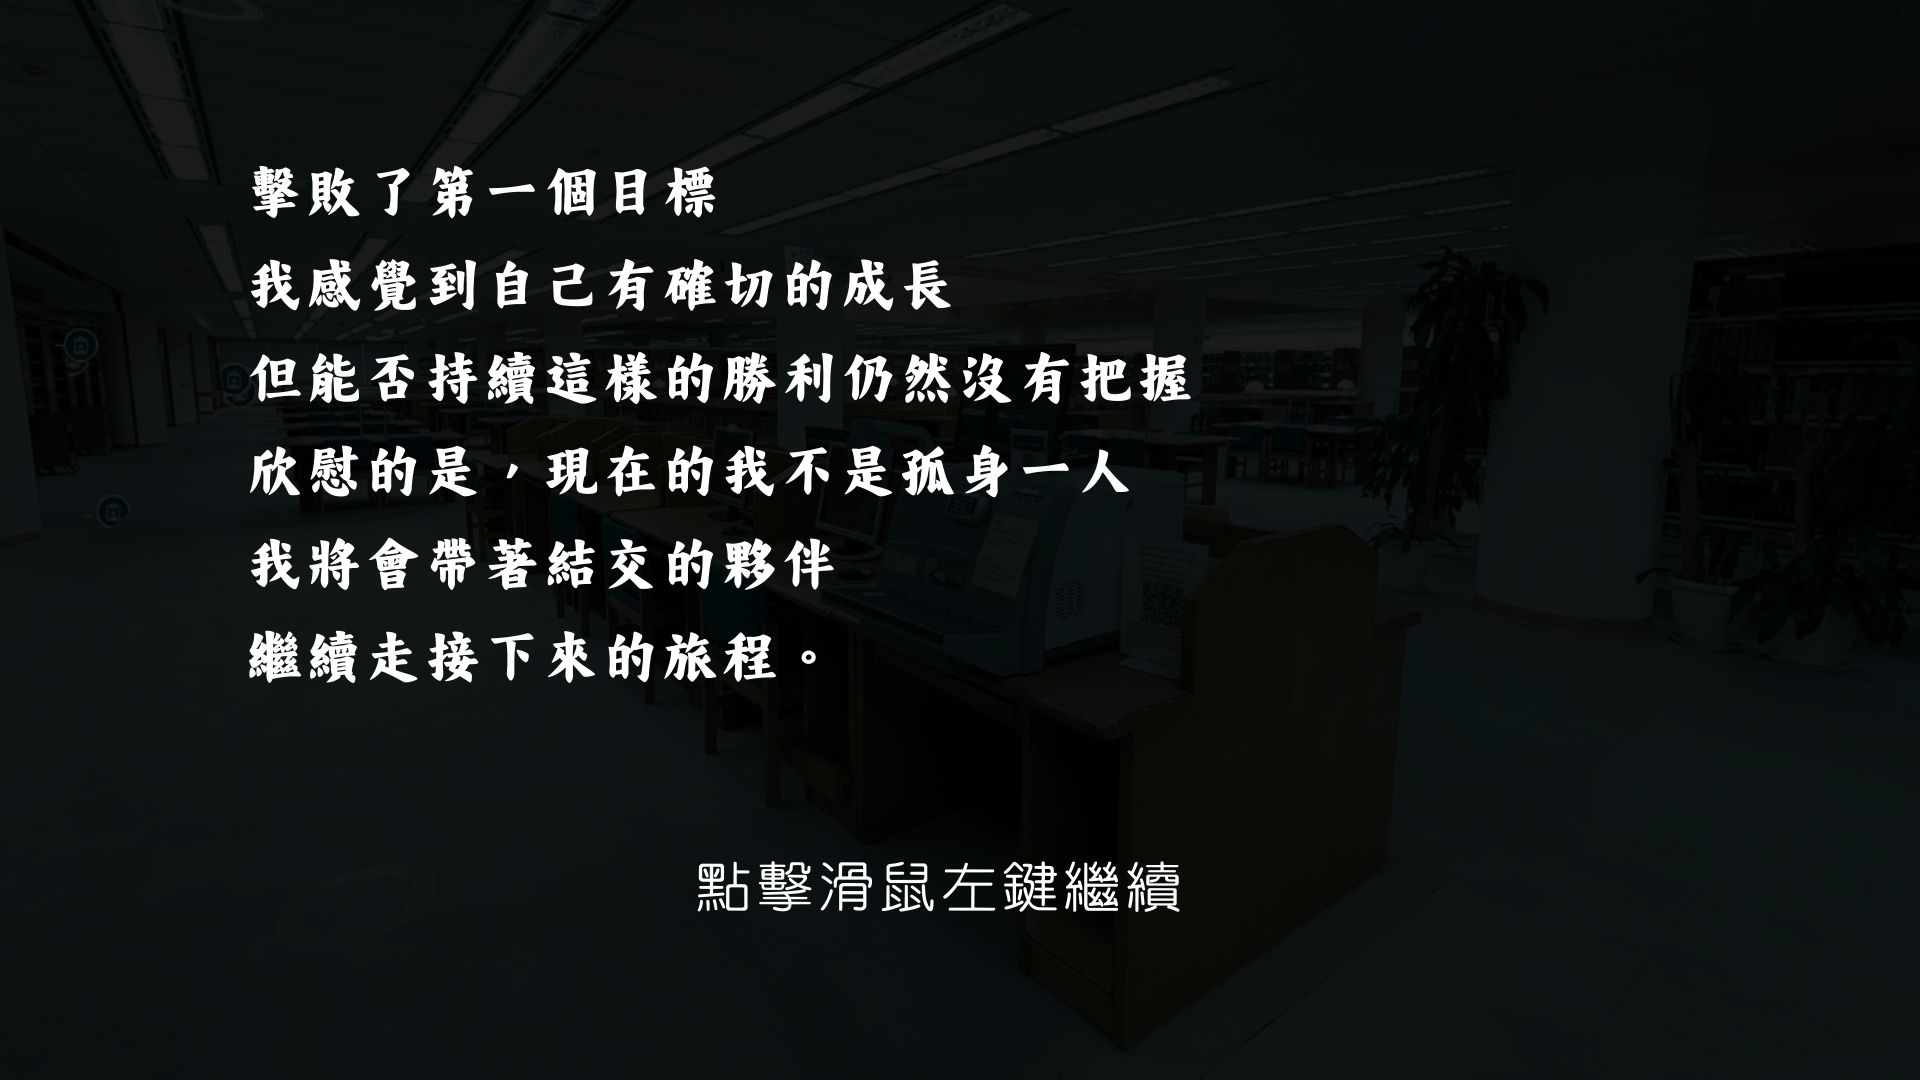 擊敗了第一個目標
我感覺到自己有確切的成長
但能否持續這樣的勝利仍然沒有把握
欣慰的是，現在的我不是孤身一人
我將會帶著結交的夥伴
繼續走接下來的旅程。
點擊滑鼠左鍵繼續